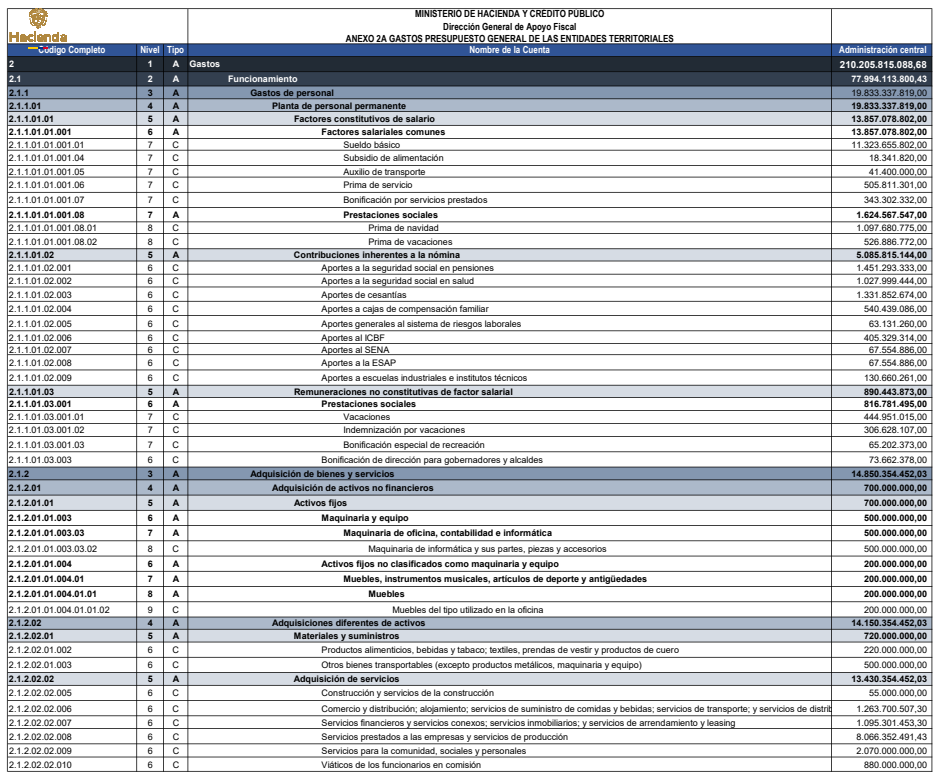 MINISTERIO DE HACIENDA Y CRÉDITO PÚBLICO
Dirección General de Apoyo Fiscal
Hacienda
ANEXO 2A GASTOS PRESUPUESTO GENERAL DE LAS ENTIDADES TERRITORIALES
Código Completo Nivel Tipo Nombre de la Cuenta Administración central
2 1 A Gastos 210.205.815.088,68
2.1 2 A Funcionamiento 77.994.113.800,43
2.1.1 3 A Gastos de personal 19.833.337.819,00
2.1.1.01 4 A Planta de personal permanente 19.833.337.819,00
2.1.1.01.01 5 A Factores constitutivos de salario 13.857.078.802,00
2.1.1.01.01.001 6 A Factores salariales comunes 13.857.078.802,00
2.1.1.01.01.001.01 7 C Sueldo básico 11.323.655.802,00
2.1.1.01.01.001.04 7 C Subsidio de alimentación 18.341.820,00
2.1.1.01.01.001.05 7 C Auxilio de transporte 41.400.000,00
2.1.1.01.01.001.06 7 C Prima de servicio 505.811.301,00
2.1.1.01.01.001.07 7 C Bonificación por servicios prestados 343.302.332,00
2.1.1.01.01.001.08 7 A Prestaciones sociales 1.624.567.547,00
2.1.1.01.01.001.08.01 8 C Prima de navidad 1.097.680.775,00
2.1.1.01.01.001.08.02 8 C Prima de vacaciones 526.886.772,00
2.1.1.01.02 5 A Contribuciones inherentes a la nómina 5.085.815.144,00
2.1.1.01.02.001 6 C Aportes a la seguridad social en pensiones 1.451.293.333,00
2.1.1.01.02.002 6 C Aportes a la seguridad social en salud 1.027.999.444,00
2.1.1.01.02.003 6 C Aportes de cesantías 1.331.852.674,00
2.1.1.01.02.004 6 C Aportes a cajas de compensación familiar 540.439.086,00
2.1.1.01.02.005 6 C Aportes generales al sistema de riesgos laborales 63.131.260,00
2.1.1.01.02.006 6 C Aportes al ICBF 405.329.314,00
2.1.1.01.02.007 6 C Aportes al SENA 67.554.886,00
2.1.1.01.02.008 6 C Aportes a la ESAP 67.554.886,00
2.1.1.01.02.009 6 C Aportes a escuelas industriales e institutos técnicos 130.660.261,00
2.1.1.01.03 5 A Remuneraciones no constitutivas de factor salarial 890.443.873,00
2.1.1.01.03.001 6 A Prestaciones sociales 816.781.495,00
2.1.1.01.03.001.01 7 C Vacaciones 444.951.015,00
2.1.1.01.03.001.02 7 C Indemnización por vacaciones 306.628.107,00
2.1.1.01.03.001.03 7 C Bonificación especial de recreación 65.202.373,00
2.1.1.01.03.003 6 C Bonificación de dirección para gobernadores y alcaldes 73.662.378,00
2.1.2 3 A Adquisición de bienes y servicios 14.850.354.452,03
2.1.2.01 4 A Adquisición de activos no financieros 700.000.000,00
2.1.2.01.01 5 A Activos fijos 700.000.000,00
2.1.2.01.01.003 6 A Maquinaria y equipo 500.000.000,00
2.1.2.01.01.003.03 7 A Maquinaria de oficina, contabilidad e informática 500.000.000,00
2.1.2.01.01.003.03.02 8 C Maquinaria de informática y sus partes, piezas y accesorios 500.000.000,00
2.1.2.01.01.004 6 A Activos fijos no clasificados como maquinaria y equipo 200.000.000,00
2.1.2.01.01.004.01 7 A Muebles, instrumentos musicales, artículos de deporte y antigüedades 200.000.000,00
2.1.2.01.01.004.01.01 8 A Muebles 200.000.000,00
2.1.2.01.01.004.01.01.02 9 C Muebles del tipo utilizado en la oficina 200.000.000,00
2.1.2.02 4 A Adquisiciones diferentes de activos 14.150.354.452,03
2.1.2.02.01 5 A Materiales y suministros 720.000.000,00
2.1.2.02.01.002 6 C Productos alimenticios, bebidas y tabaco; textiles, prendas de vestir y productos de cuero 220.000.000,00
2.1.2.02.01.003 6 C Otros bienes transportables (excepto productos metálicos, maquinaria y equipo) 500.000.000,00
2.1.2.02.02 5 A Adquisición de servicios 13.430.354.452,03
2.1.2.02.02.005 6 C Construcción y servicios de la construcción 55.000.000,00
2.1.2.02.02.006 6 C Comercio y distribución; alojamiento; servicios de suministro de comidas y bebidas; servicios de transporte; y servicios de distrib 1.263.700.507,30
2.1.2.02.02.007 6 C Servicios financieros y servicios conexos; servicios inmobiliarios; y servicios de arrendamiento y leasing 1.095.301.453,30
2.1.2.02.02.008 6 C Servicios prestados a las empresas y servicios de producción 8.066.352.491,43
2.1.2.02.02.009 6 C Servicios para la comunidad, sociales y personales 2.070.000.000,00
2.1.2.02.02.010 6 C Viáticos de los funcionarios en comisión 880.000.000,00